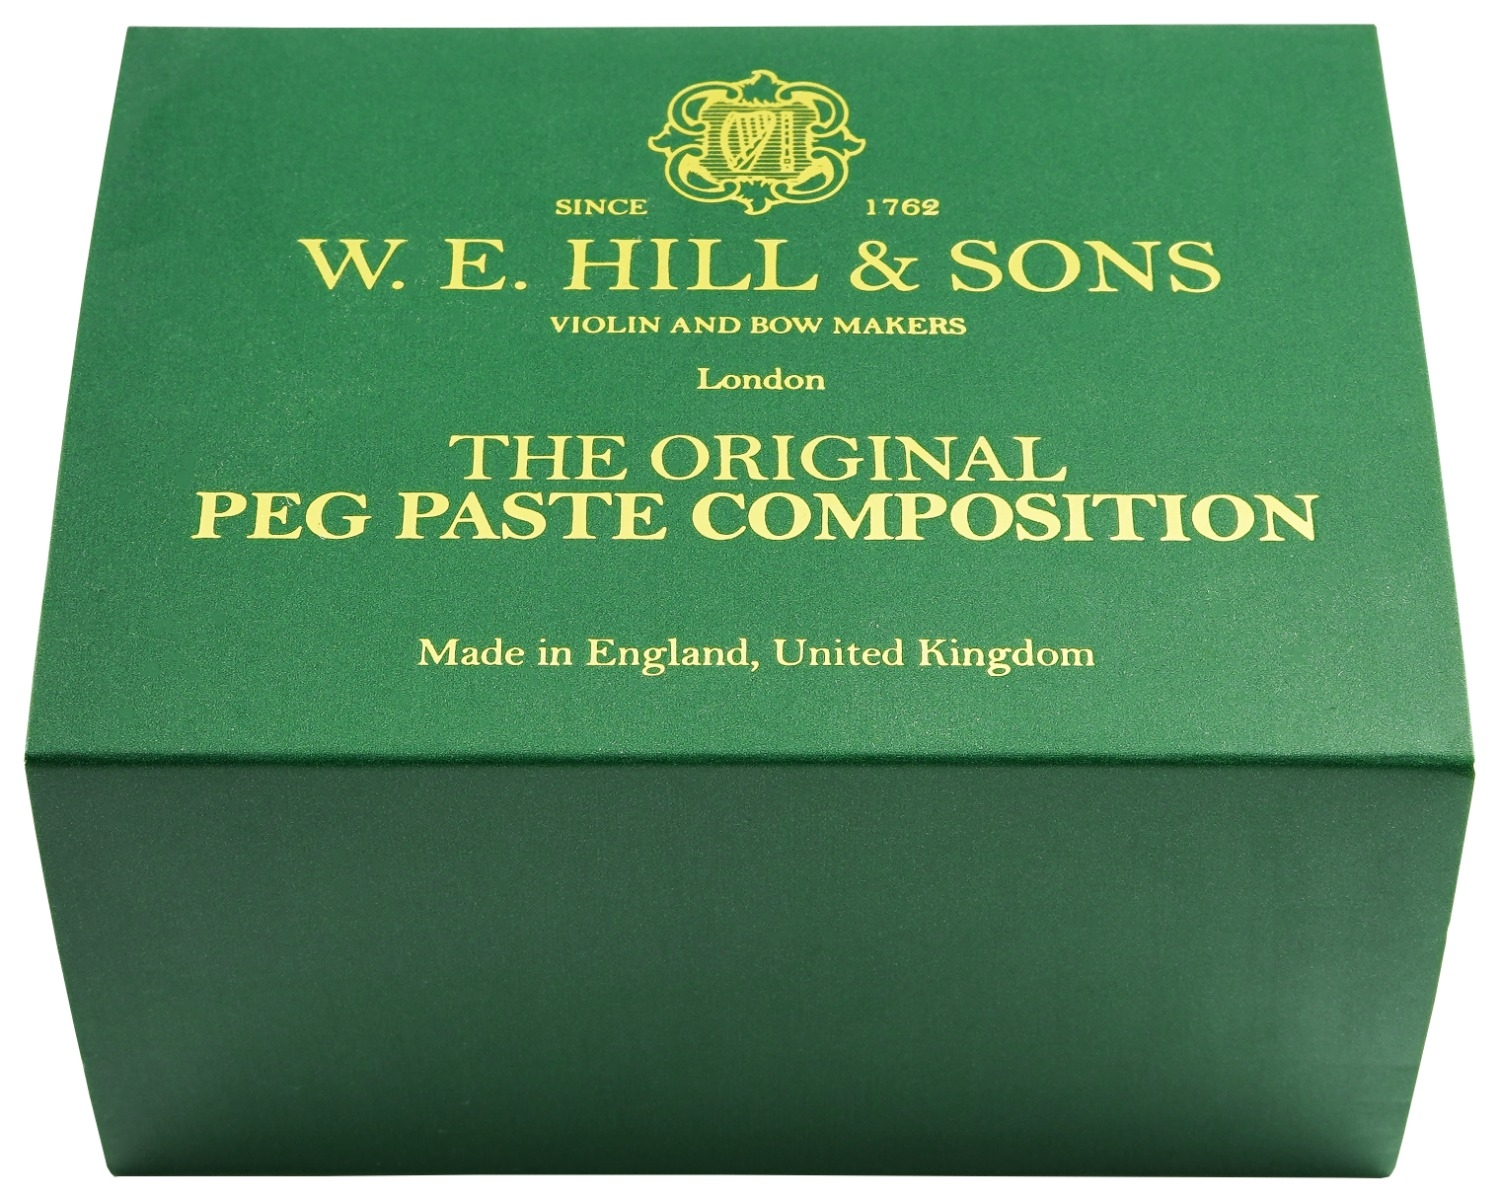 SINCE 1762
W. E. HILL & SONS
VIOLIN AND BOW MAKERS
London
THE ORIGINAL
PEG PASTE COMPOSITION
Made in England, United Kingdom